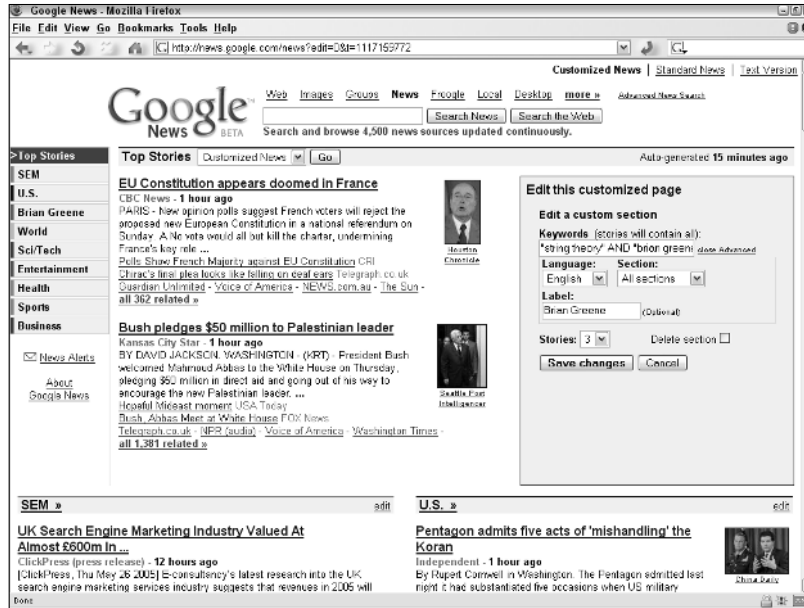 Google News - Mozilla Firefox
File Edit View Go Bookmarks Tools Help
http://news.google.com/news?edit=0&t=1117159772
Customized News | Standard News | Text Version
Google News BETA
Web Images Groups News Froogle Local Desktop more » Advanced News Search
Search News Search the Web
Search and browse 4,500 news sources updated continuously.
>Top Stories
SEM
U.S.
Brian Greene
World
Sci/Tech
Entertainment
Health
Sports
Business
News Alerts
About
Google News
Top Stories Customized News Go Auto-generated 15 minutes ago
EU Constitution appears doomed in France
CBC News - 1 hour ago
PARIS - New opinion polls suggest French voters will reject the
proposed new European Constitution in a national referendum on
Sunday. A No vote would all but kill the charter, undermining
France's key role ...
Polls Show French Majority against EU Constitution CRI
Chirac's final plea looks like falling on deaf ears Telegraph.co.uk
Guardian Unlimited - Voice of America - NEWS.com.au - The Sun -
all 362 related »
Houston
Chronicle
Bush pledges $50 million to Palestinian leader
Kansas City Star - 1 hour ago
BY DAVID JACKSON. WASHINGTON - (KRT) - President Bush
welcomed Mahmoud Abbas to the White House on Thursday,
pledging $50 million in direct aid and going out of his way to
encourage the new Palestinian leader. ...
Hopeful Mideast moment USA Today
Bush, Abbas Meet at White House FOX News
Telegraph.co.uk - NPR (audio) - Voice of America - Washington Times -
all 1,381 related »
Seattle Post
Intelligencer
Edit this customized page
Edit a custom section
Keywords (stories will contain all):
"string theory" AND "brian green close Advanced
Language: Section:
English All sections
Label:
Brian Greene (Optional)
Stories: 3 Delete section
Save changes Cancel
SEM » edit
UK Search Engine Marketing Industry Valued At
Almost £600m In ...
ClickPress (press release) - 12 hours ago
[ClickPress, Thu May 26 2005] E-consultancy's latest research into the UK
search engine marketing services industry suggests that revenues in 2005 will
U.S. » edit
Pentagon admits five acts of 'mishandling' the
Koran
Independent - 1 hour ago
By Rupert Cornwell in Washington. The Pentagon admitted last
night it had substantiated five occasions when US military
China Daily
Done